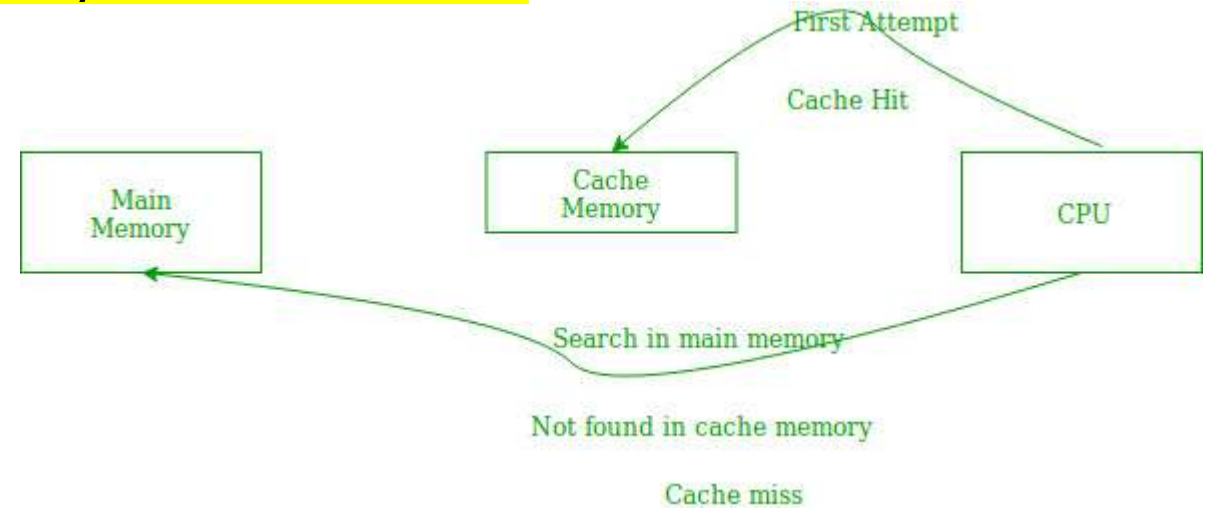 First Attempt
Cache Hit
Main
Memory
Cache
Memory
CPU
Search in main memory
Not found in cache memory
Cache miss